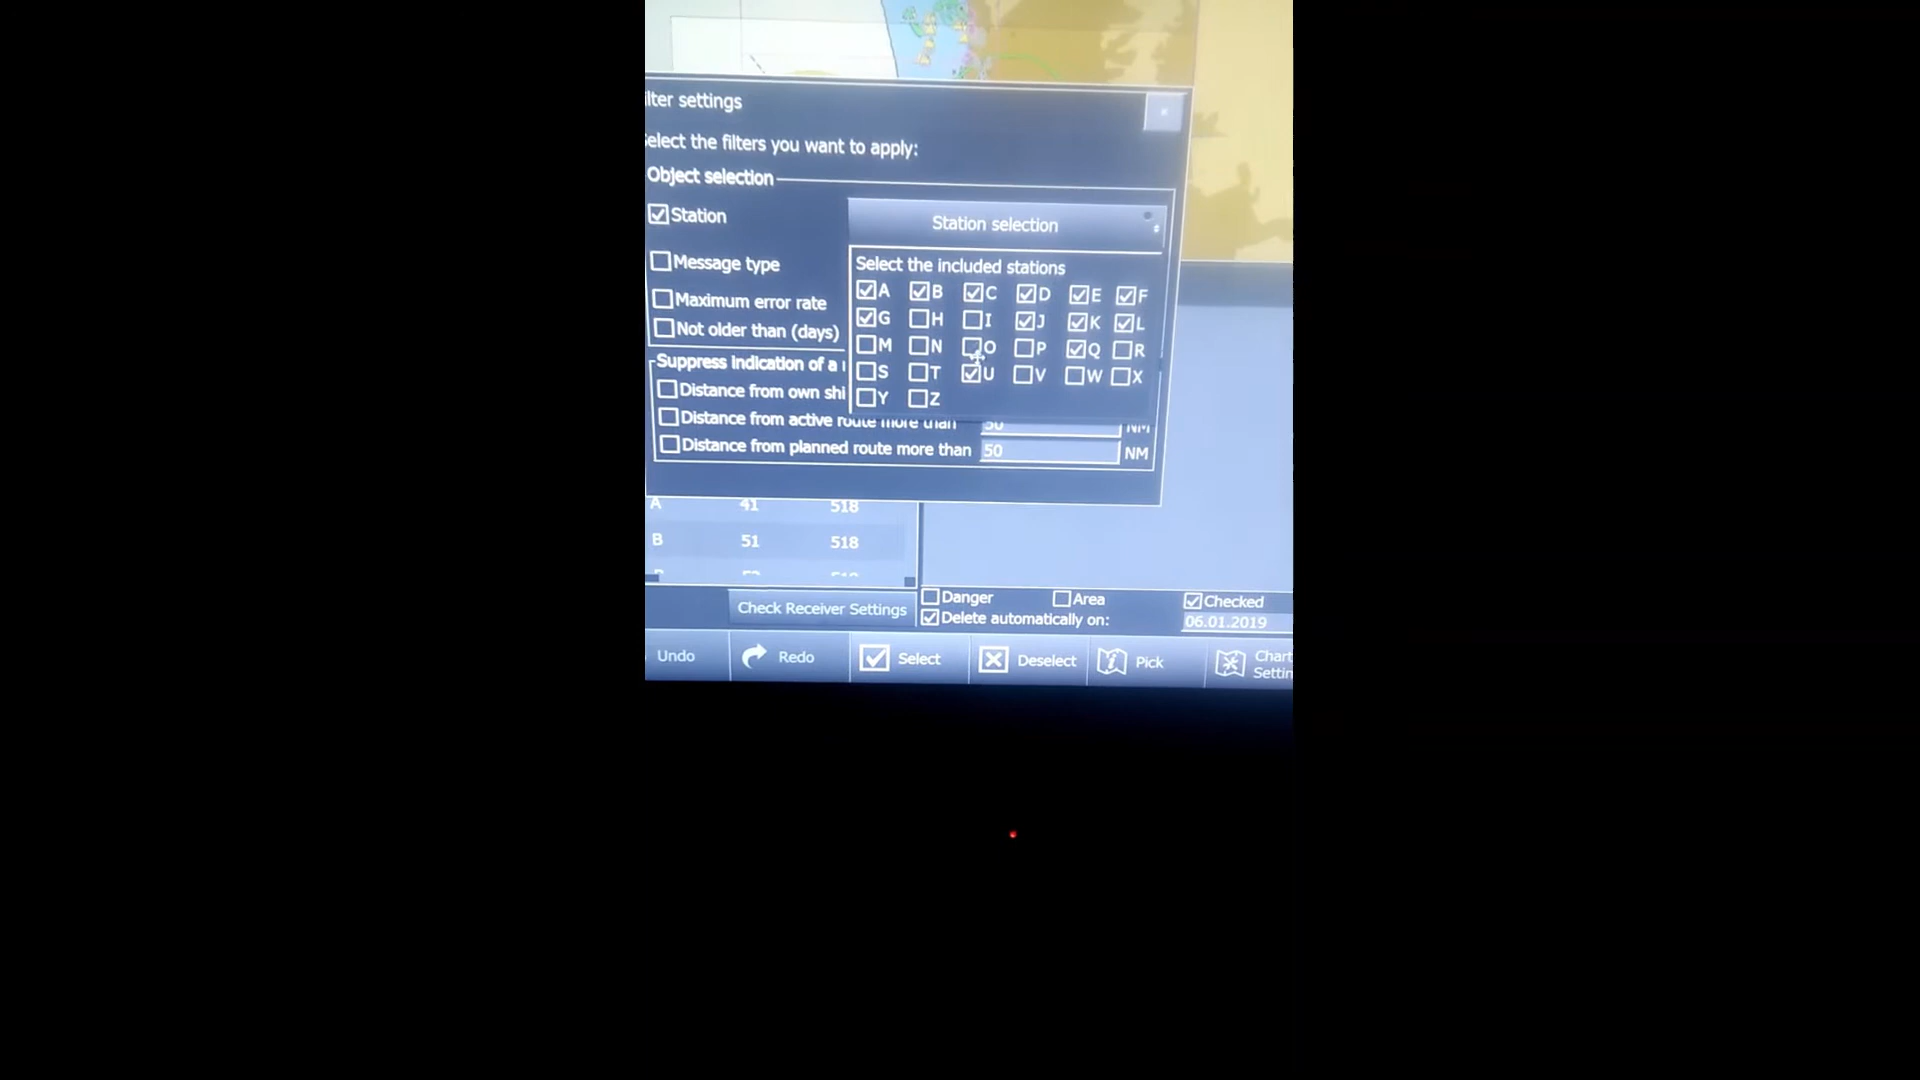 lter settings
elect the filters you want to apply:
Object selection
Station
Station selection
Message type
Select the included stations
A B C D E F
Maximum error rate
G H I J K L
Not older than (days)
M N O P Q R
Suppress indication of a
S T U V W X
Distance from own shi
Y Z
Distance from active route more than 50 NM
Distance from planned route more than 50 NM
A 41 518
B 51 518
Danger Area Checked
Check Receiver Settings
Delete automatically on: 06.01.2019
Undo Redo Select Deselect Pick Chart
Settin